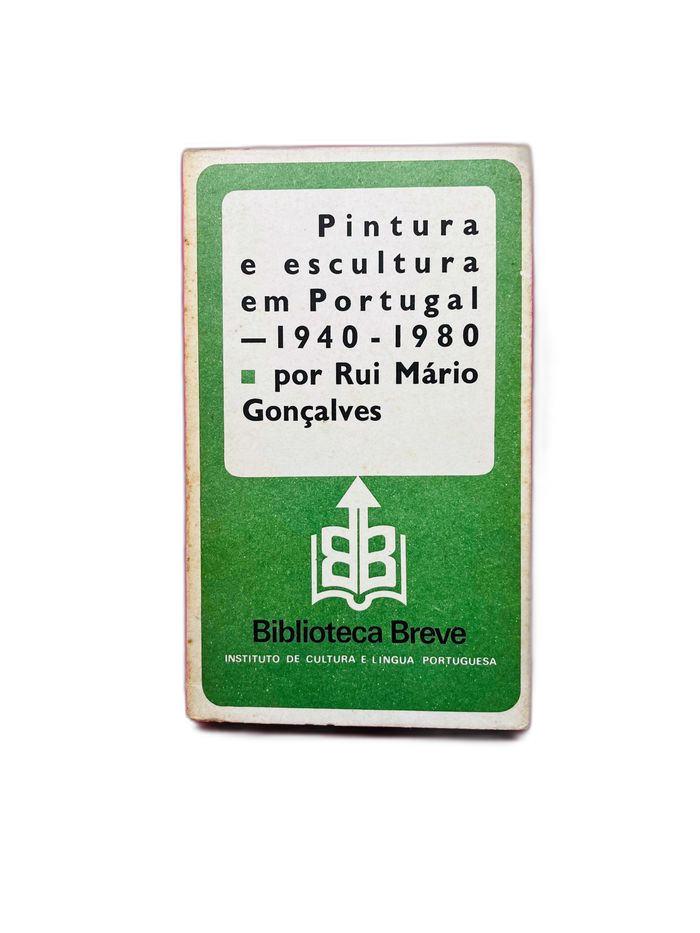 Pintura
e escultura
em Portugal
—1940-1980
▪ por Rui Mário
Gonçalves
BB
Biblioteca Breve
INSTITUTO DE CULTURA E LÍNGUA PORTUGUESA